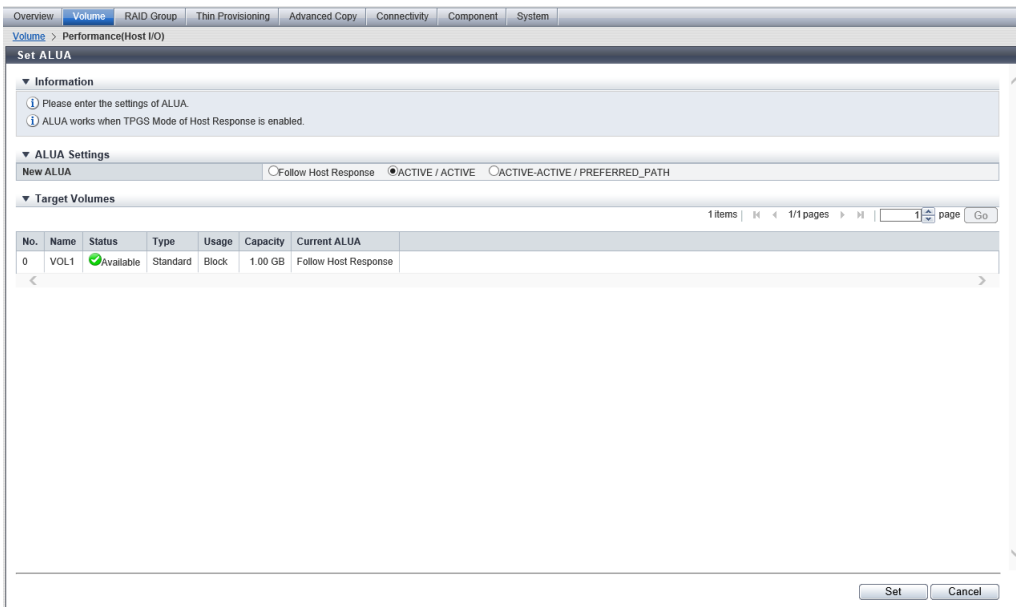 Overview Volume RAID Group Thin Provisioning Advanced Copy Connectivity Component System
Volume > Performance(Host I/O)
Set ALUA
Information
Please enter the settings of ALUA.
ALUA works when TPGS Mode of Host Response is enabled.
ALUA Settings
New ALUA Follow Host Response ACTIVE / ACTIVE ACTIVE-ACTIVE / PREFERRED_PATH
Target Volumes
1 items | 1/1 pages | 1 page Go
No. Name Status Type Usage Capacity Current ALUA
0 VOL1 Available Standard Block 1.00 GB Follow Host Response
Set Cancel